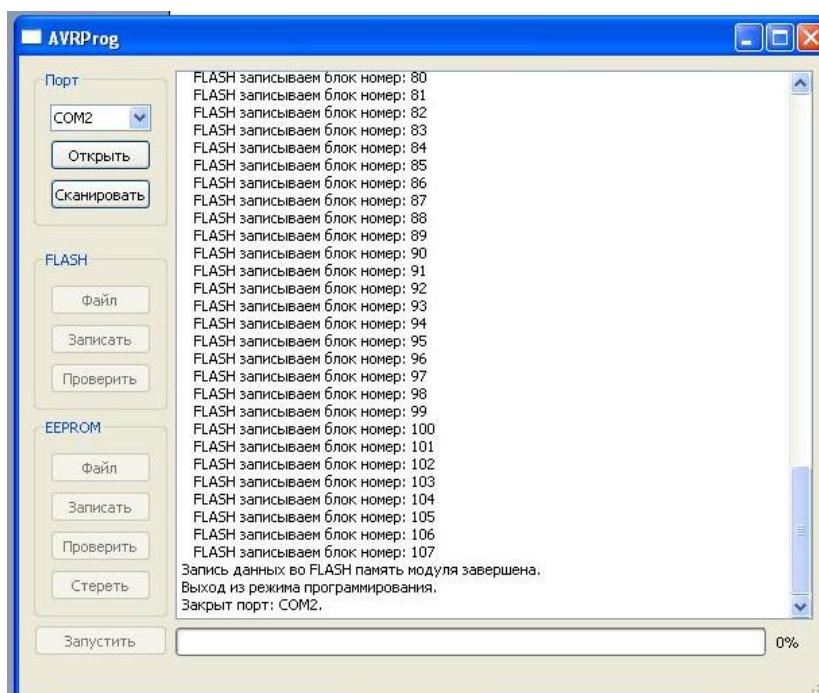 AVRProg
Порт
COM2
Открыть
Сканировать
FLASH
Файл
Записать
Проверить
EEPROM
Файл
Записать
Проверить
Стереть
Запустить
FLASH записываем блок номер: 80
FLASH записываем блок номер: 81
FLASH записываем блок номер: 82
FLASH записываем блок номер: 83
FLASH записываем блок номер: 84
FLASH записываем блок номер: 85
FLASH записываем блок номер: 86
FLASH записываем блок номер: 87
FLASH записываем блок номер: 88
FLASH записываем блок номер: 89
FLASH записываем блок номер: 90
FLASH записываем блок номер: 91
FLASH записываем блок номер: 92
FLASH записываем блок номер: 93
FLASH записываем блок номер: 94
FLASH записываем блок номер: 95
FLASH записываем блок номер: 96
FLASH записываем блок номер: 97
FLASH записываем блок номер: 98
FLASH записываем блок номер: 99
FLASH записываем блок номер: 100
FLASH записываем блок номер: 101
FLASH записываем блок номер: 102
FLASH записываем блок номер: 103
FLASH записываем блок номер: 104
FLASH записываем блок номер: 105
FLASH записываем блок номер: 106
FLASH записываем блок номер: 107
Запись данных во FLASH память модуля завершена.
Выход из режима программирования.
Закрыт порт: COM2.
0%